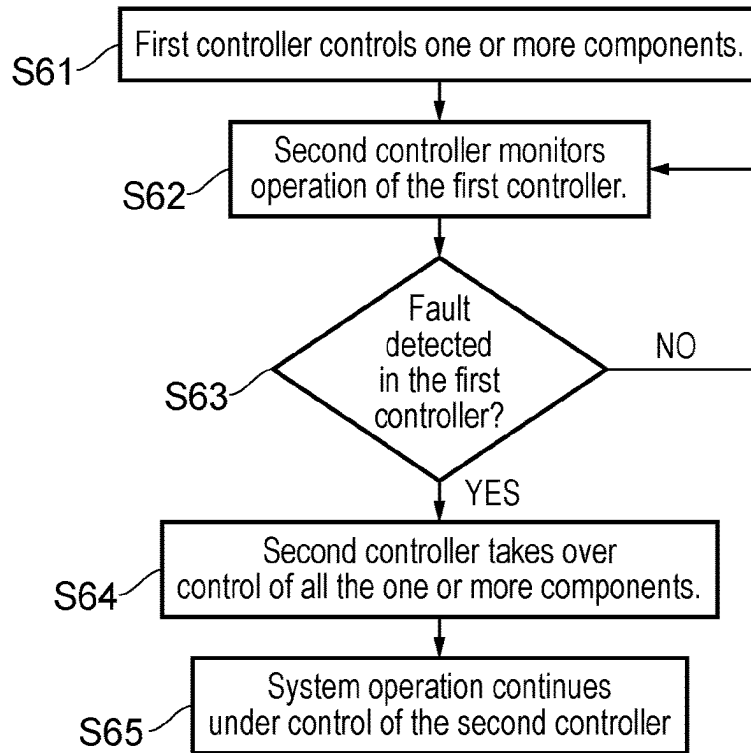 First controller controls one or more components.
S61
Second controller monitors
operation of the first controller.
S62
Fault
detected
in the first
controller?
NO
S63
YES
Second controller takes over
control of all the one or more components.
S64
System operation continues
under control of the second controller
S65